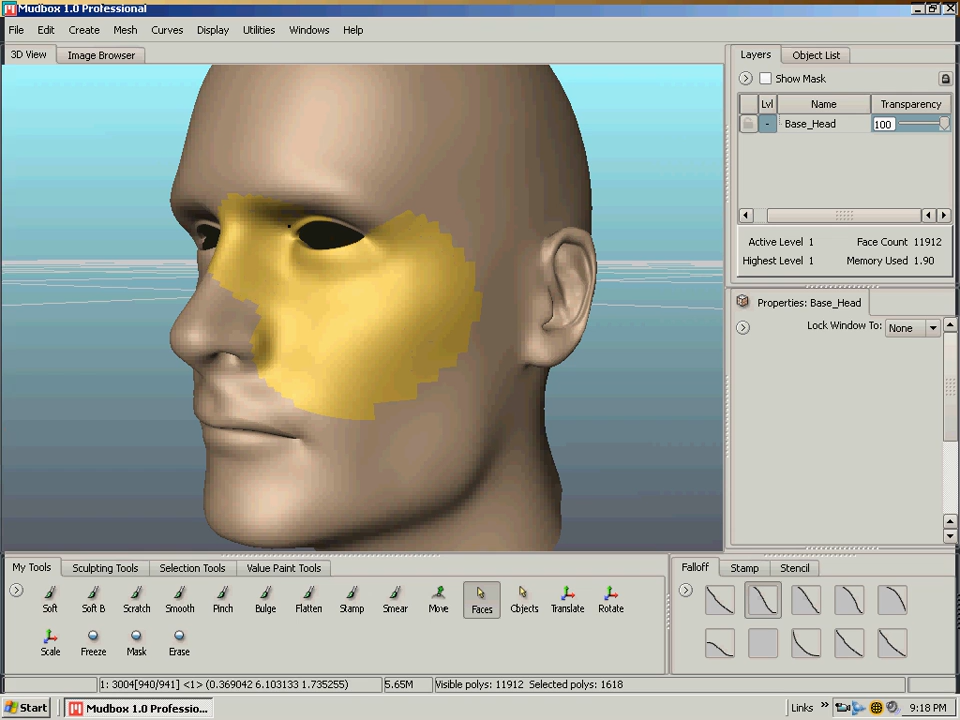 Mudbox 1.0 Professional
File Edit Create Mesh Curves Display Utilities Windows Help
3D View Image Browser
Layers Object List
Show Mask
Lvl Name Transparency
- Base_Head 100
Active Level 1 Face Count 11912
Highest Level 1 Memory Used 1.90
Properties: Base_Head
Lock Window To: None
My Tools Sculpting Tools Selection Tools Value Paint Tools
Falloff Stamp Stencil
Soft Soft B Scratch Smooth Pinch Bulge Flatten Stamp Smear Move Faces Objects Translate Rotate
Scale Freeze Mask Erase
1: 3004[940/941] <1> (0.369042 6.103133 1.735255) 5.65M Visible polys: 11912 Selected polys: 1618
Start Mudbox 1.0 Professio... Links » 9:18 PM